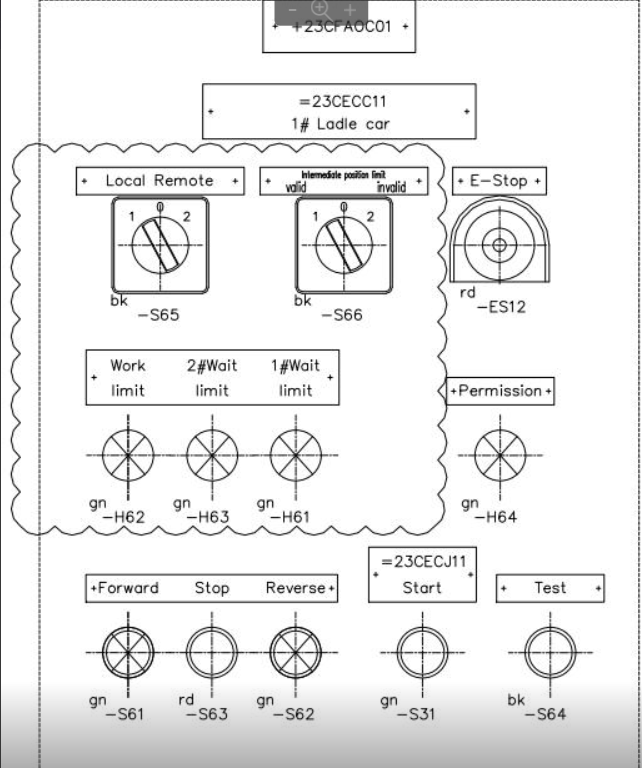 +23CFAOC01
=23CECC11
1# Ladle car
Local Remote
Intermediate position limit
valid invalid
E-Stop
1 0 2
1 0 2
bk
-S65
bk
-S66
rd
-ES12
Work 2#Wait 1#Wait
limit limit limit
Permission
gn
-H62
gn
-H63
gn
-H61
gn
-H64
=23CECJ11
Forward Stop Reverse
Start
Test
gn
-S61
rd
-S63
gn
-S62
gn
-S31
bk
-S64